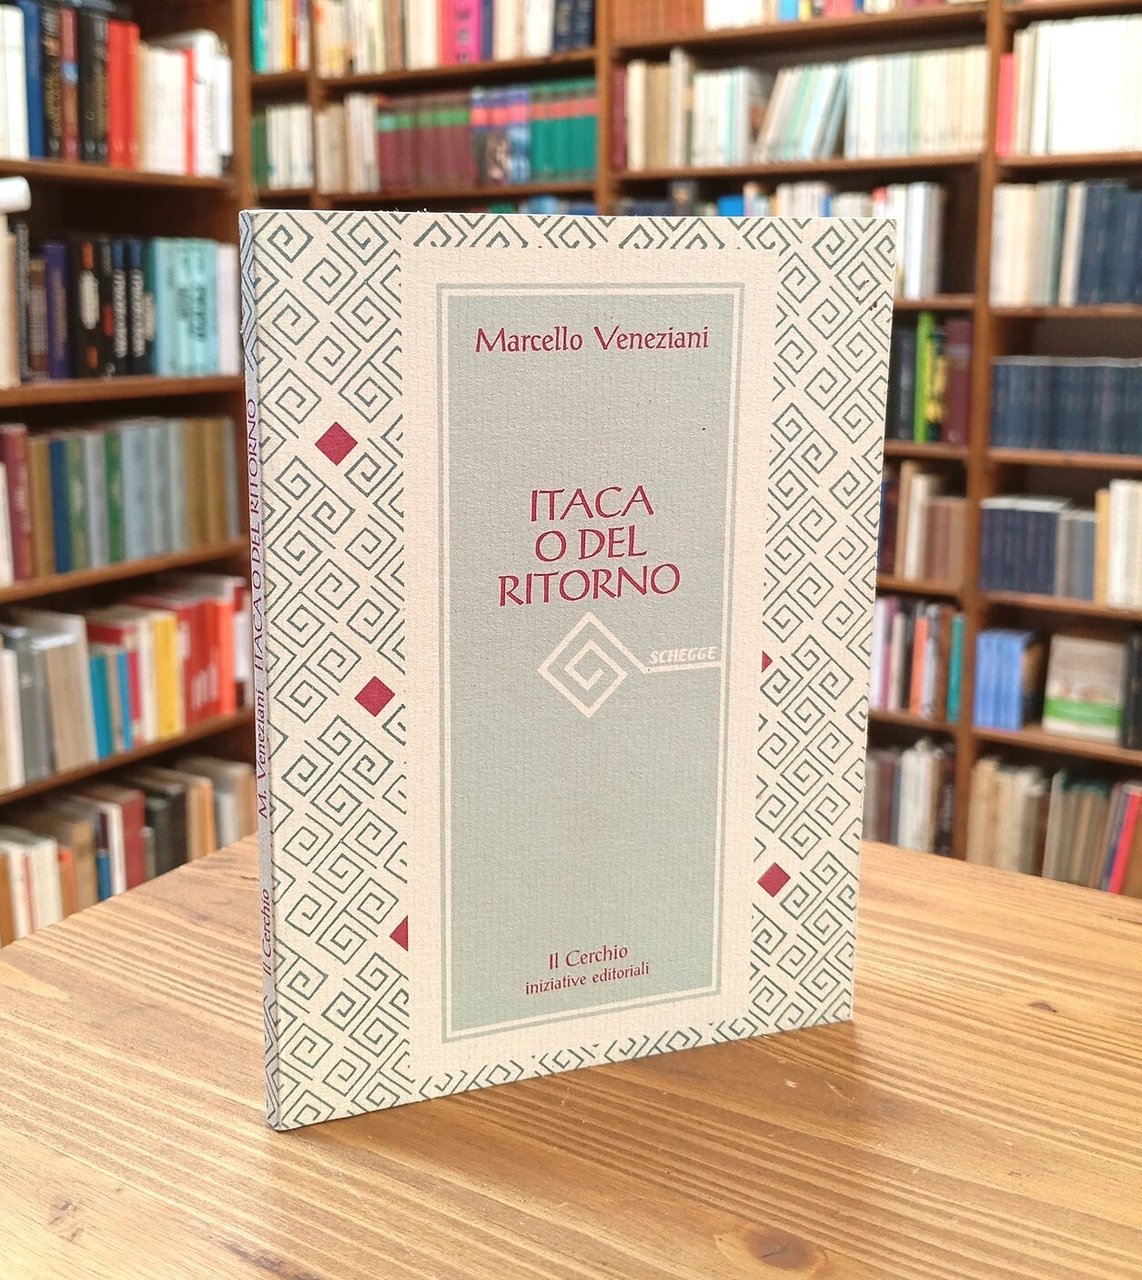 Marcello Veneziani
ITACA
O DEL
RITORNO
SCHEGGE
Il Cerchio
iniziative editoriali
M. Veneziani ITACA O DEL RITORNO
Il Cerchio